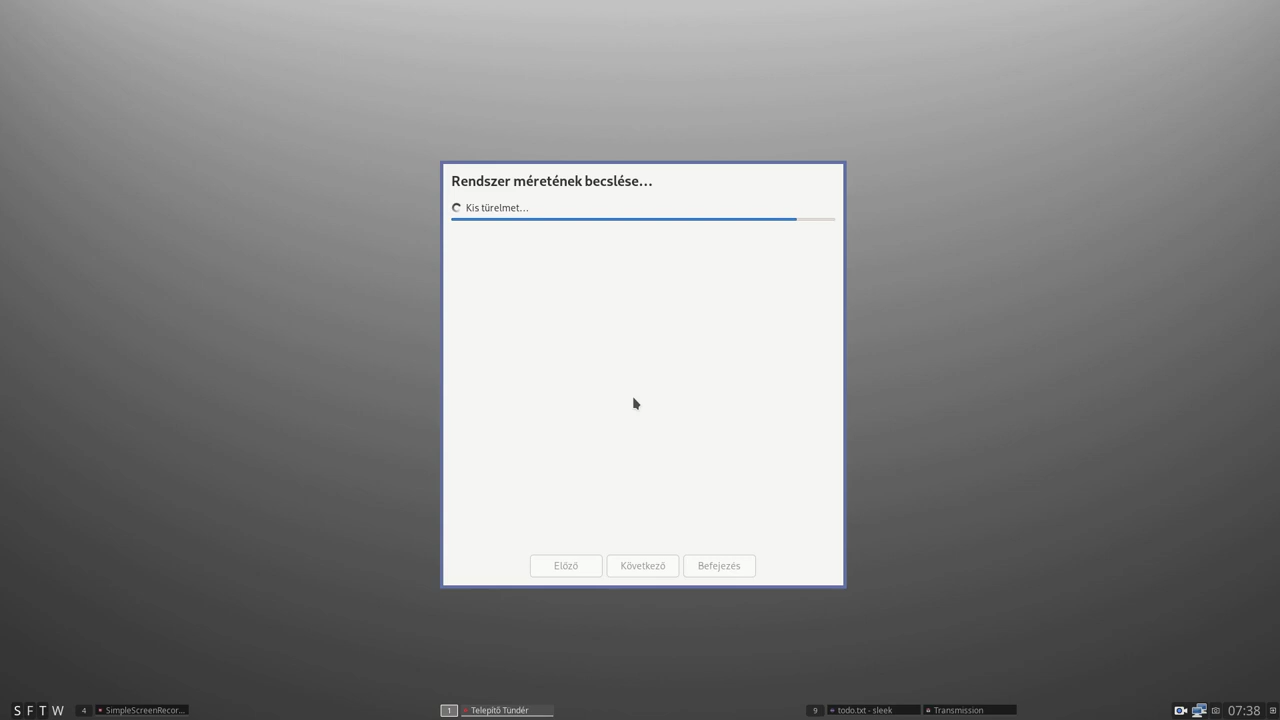 Rendszer méretének becslése...
Kis türelmet...
Előző Következő Befejezés
S F T W 4 SimpleScreenRecor... 1 Telepítő Tündér 9 todo.txt - sleek Transmission 07:38